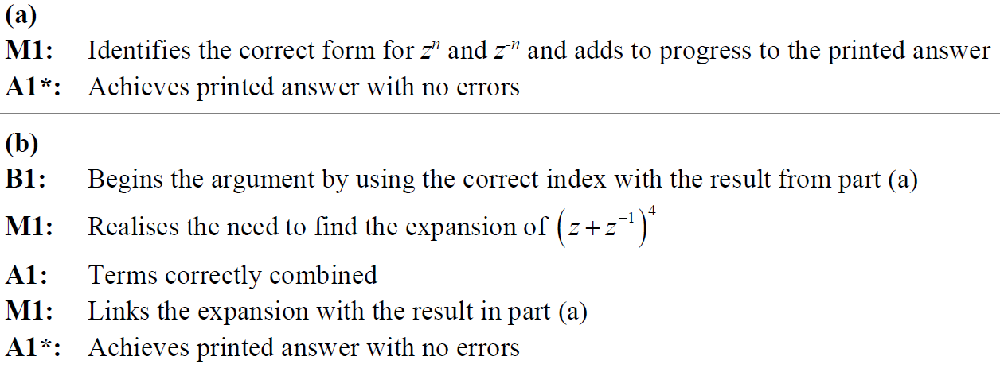 (a)
M1: Identifies the correct form for zⁿ and z⁻ⁿ and adds to progress to the printed answer
A1*: Achieves printed answer with no errors
(b)
B1: Begins the argument by using the correct index with the result from part (a)
M1: Realises the need to find the expansion of (z + z⁻¹)⁴
A1: Terms correctly combined
M1: Links the expansion with the result in part (a)
A1*: Achieves printed answer with no errors